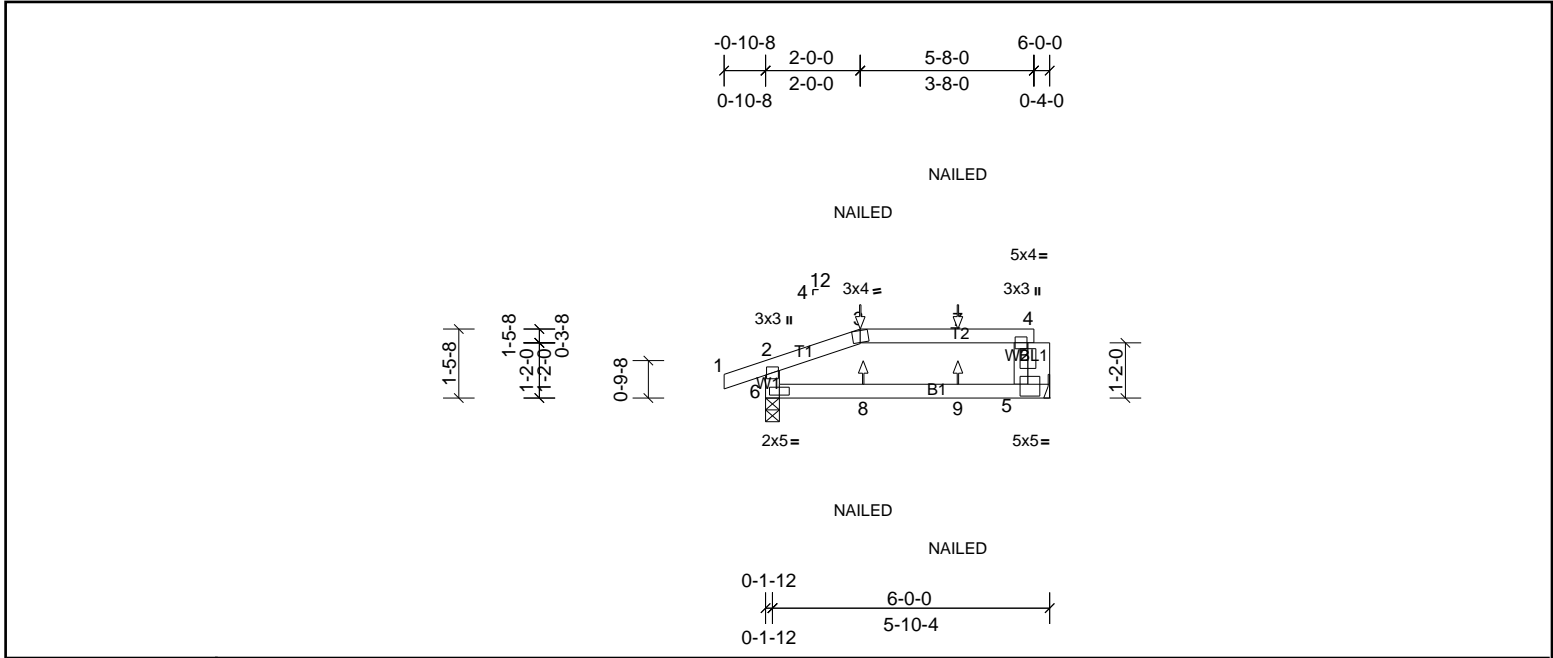 -0-10-8 6-0-0
2-0-0 5-8-0
2-0-0 3-8-0
0-10-8 0-4-0
NAILED
NAILED
5x4=
12
4 3x4 = 3x3 II
3x3 II 4
T2
1-5-8
1-5-8
0-3-8
1-2-0
1-2-0
0-9-8
1 2 T1
1-2-0
W1 6 B1 5
8 9
2x5= 5x5=
NAILED
NAILED
0-1-12
6-0-0
5-10-4
0-1-12